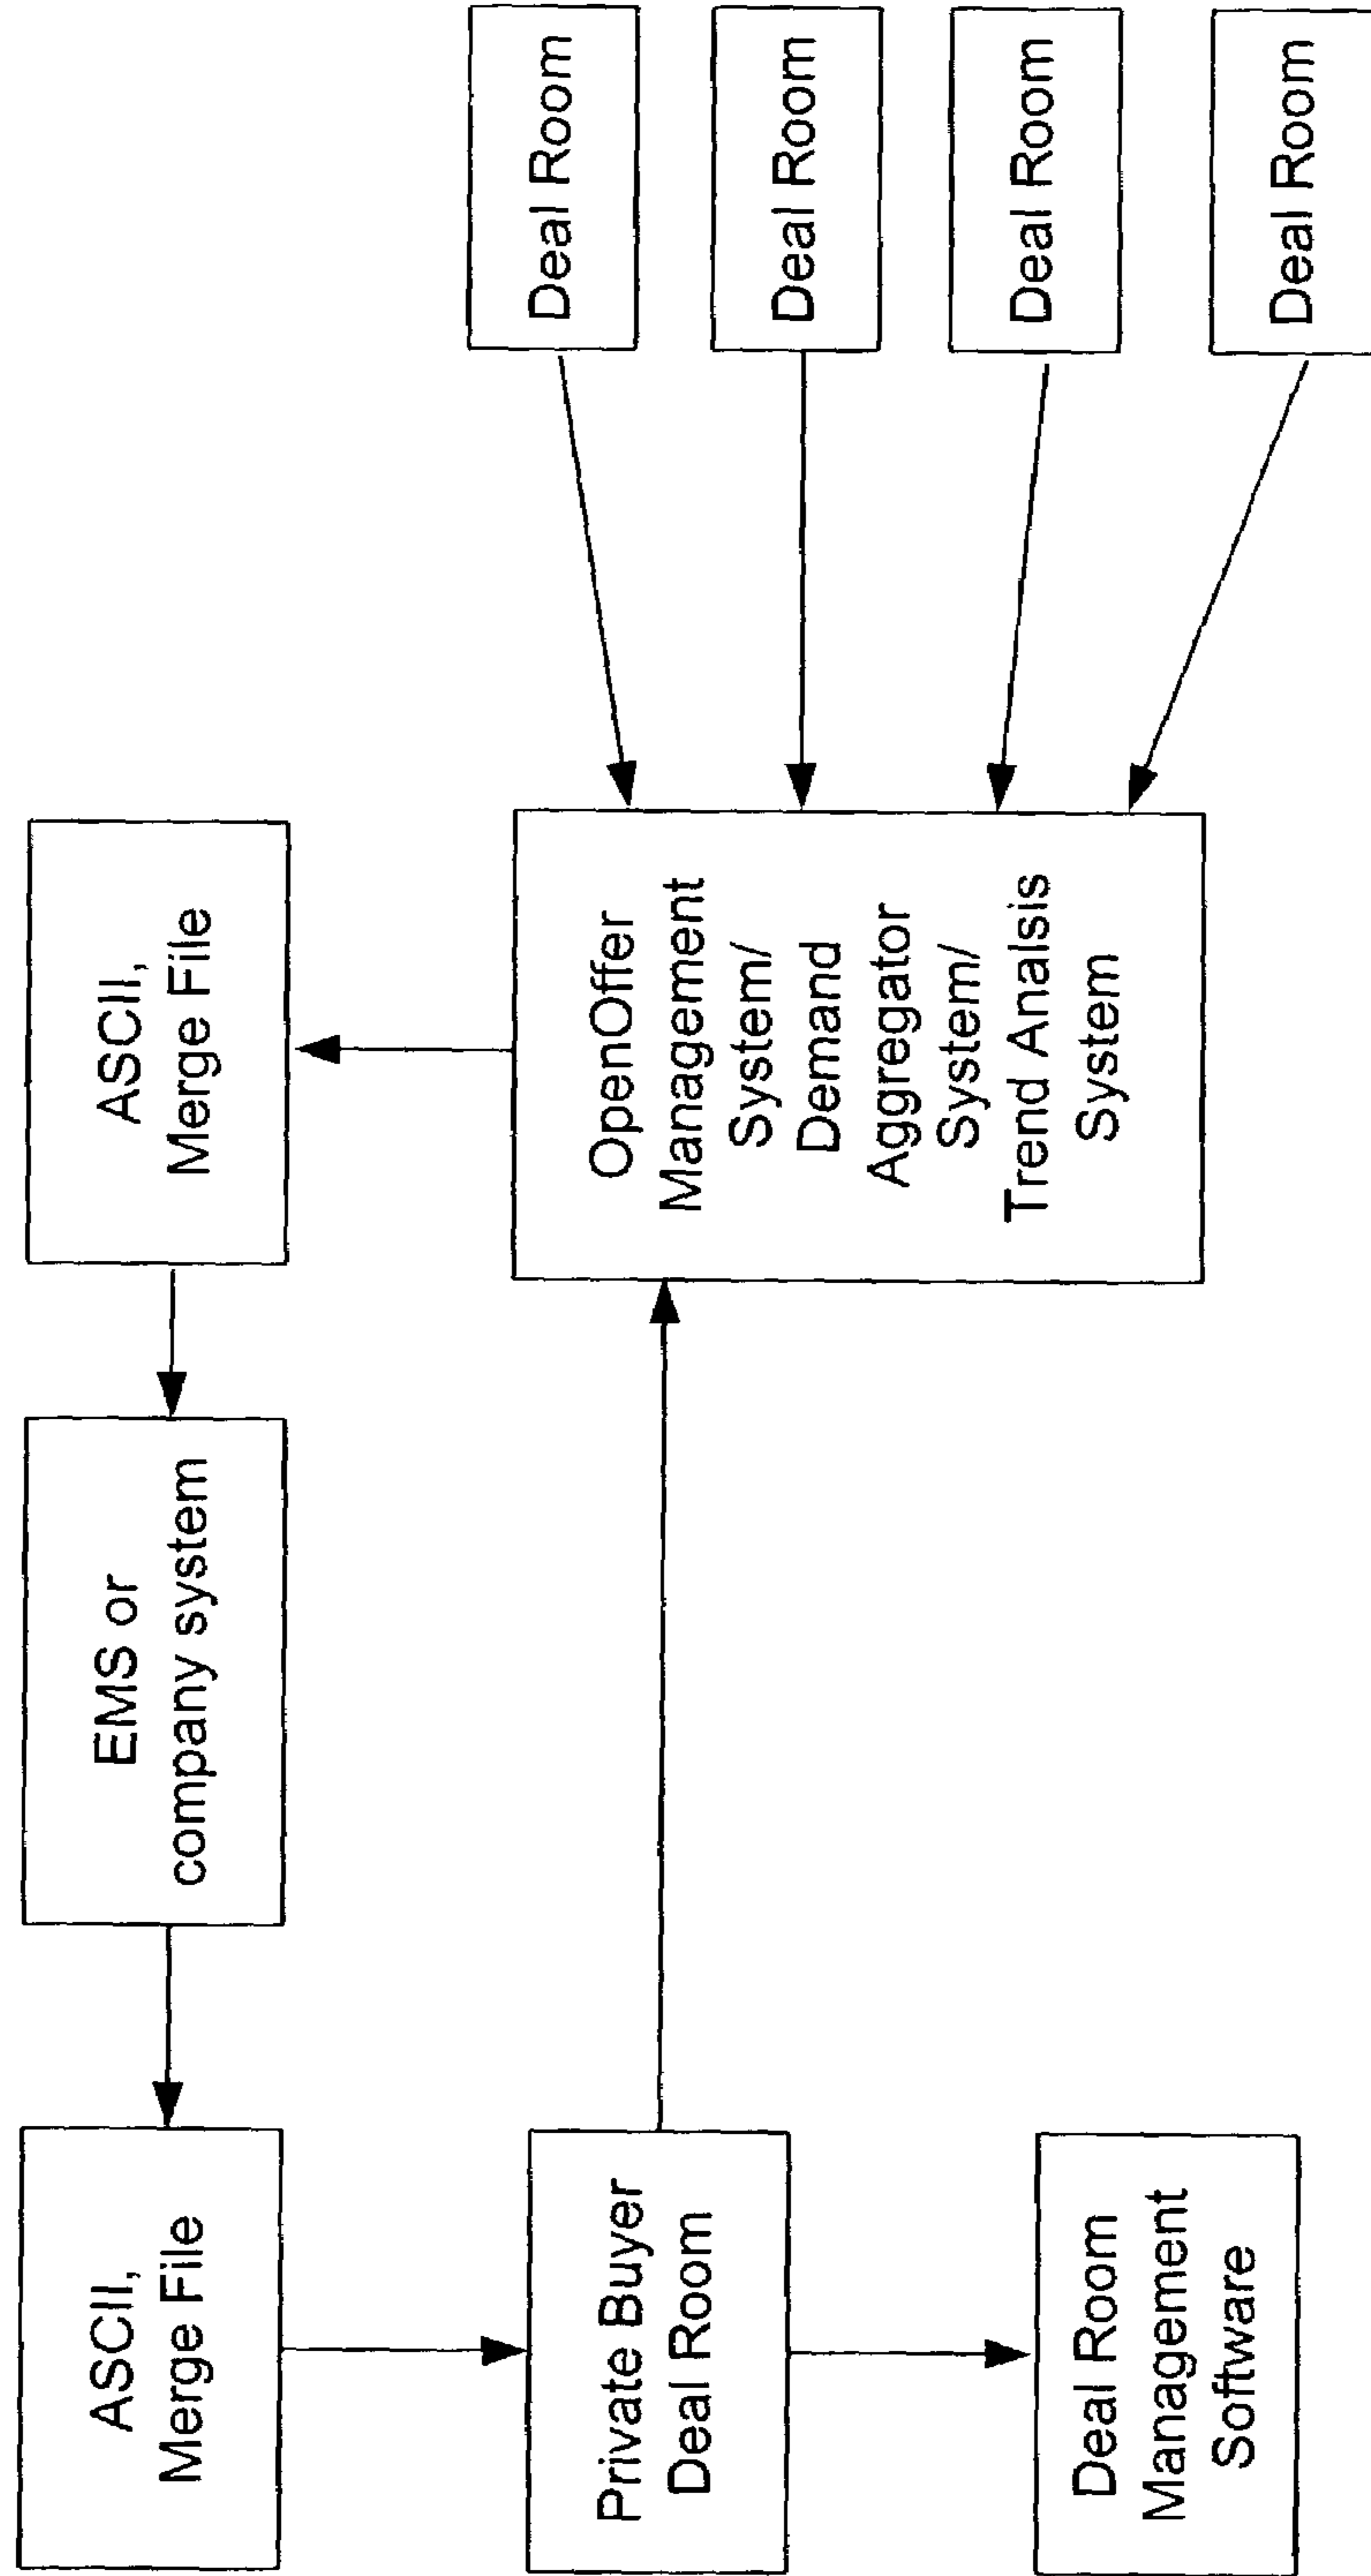 ASCII,
Merge File
EMS or
company system
ASCII,
Merge File
Private Buyer
Deal Room
OpenOffer
Management
System/
Demand
Aggregator
System/
Trend Analsis
System
Deal Room
Deal Room
Deal Room
Deal Room
Deal Room
Management
Software